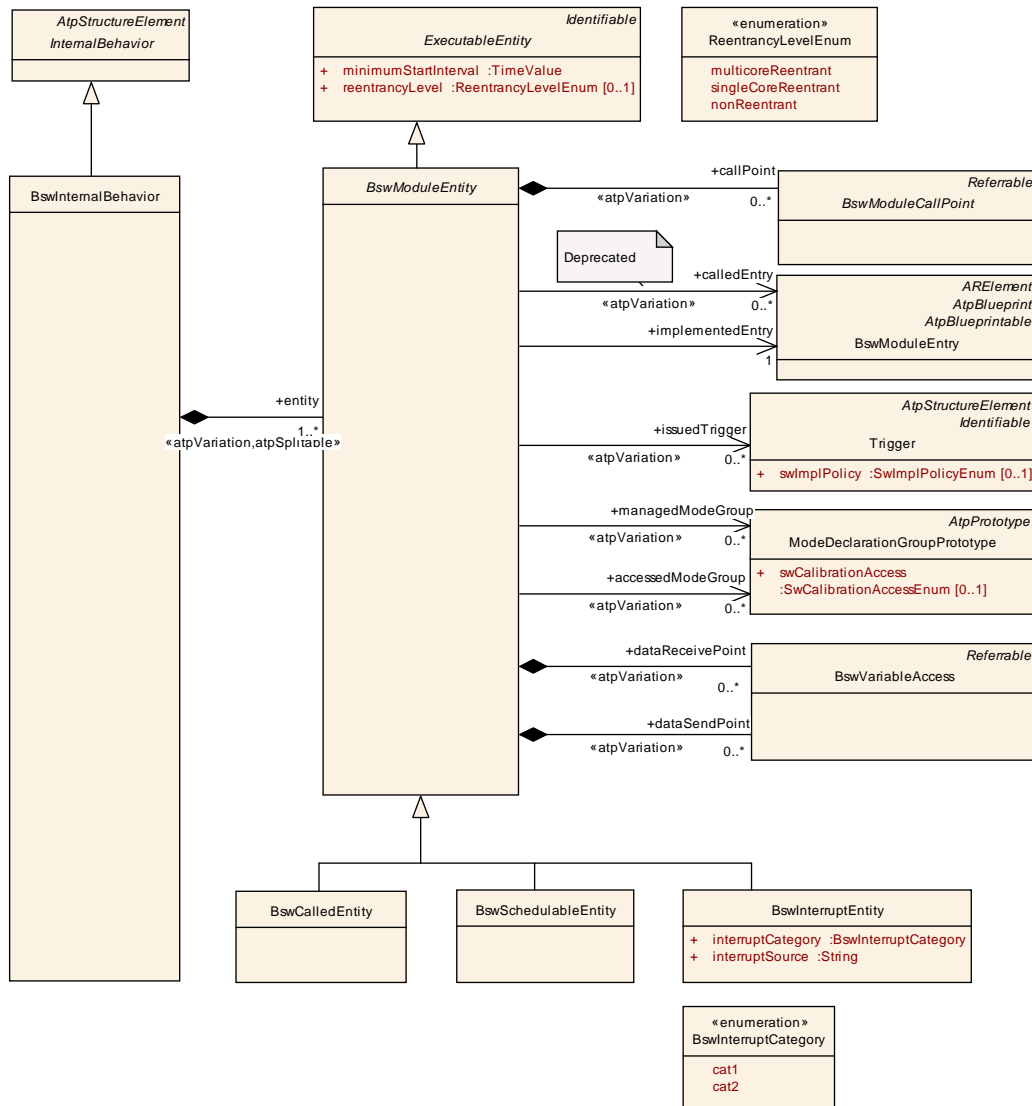 AtpStructureElement
InternalBehavior
Identifiable
ExecutableEntity
+ minimumStartInterval :TimeValue
+ reentrancyLevel :ReentrancyLevelEnum [0..1]
«enumeration»
ReentrancyLevelEnum
multicoreReentrant
singleCoreReentrant
nonReentrant
BswInternalBehavior
BswModuleEntity
+callPoint
«atpVariation»
0..*
Referrable
BswModuleCallPoint
Deprecated
+calledEntry
«atpVariation»
0..*
+implementedEntry
1
ARElement
AtpBlueprint
AtpBlueprintable
BswModuleEntry
+entity
1..*
«atpVariation,atpSplitable»
+issuedTrigger
«atpVariation»
0..*
AtpStructureElement
Identifiable
Trigger
+ swImplPolicy :SwImplPolicyEnum [0..1]
+managedModeGroup
«atpVariation»
0..*
+accessedModeGroup
«atpVariation»
0..*
AtpPrototype
ModeDeclarationGroupPrototype
+ swCalibrationAccess
:SwCalibrationAccessEnum [0..1]
+dataReceivePoint
«atpVariation»
0..*
+dataSendPoint
«atpVariation»
0..*
Referrable
BswVariableAccess
BswCalledEntity
BswSchedulableEntity
BswInterruptEntity
+ interruptCategory :BswInterruptCategory
+ interruptSource :String
«enumeration»
BswInterruptCategory
cat1
cat2